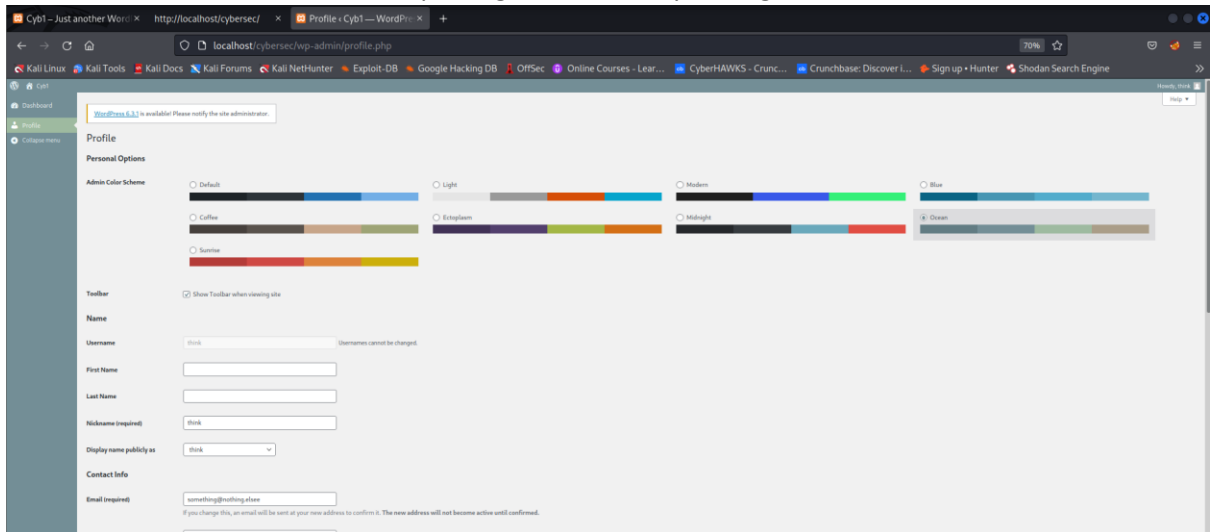 Cyb1 – Just another Word × http://localhost/cybersec/ × Profile ‹ Cyb1 — WordPre ×
localhost/cybersec/wp-admin/profile.php 70%
Kali Linux Kali Tools Kali Docs Kali Forums Kali NetHunter Exploit-DB Google Hacking DB OffSec Online Courses - Lear... CyberHAWKS - Crunc... Crunchbase: Discover i... Sign up • Hunter Shodan Search Engine
Cyb1 Howdy, think
Dashboard Help
WordPress 6.3.1 is available! Please notify the site administrator.
Profile
Collapse menu Profile
Personal Options
Admin Color Scheme Default Light Modern Blue
Coffee Ectoplasm Midnight Ocean
Sunrise
Toolbar Show Toolbar when viewing site
Name
Username think Usernames cannot be changed.
First Name
Last Name
Nickname (required) think
Display name publicly as think
Contact Info
Email (required) something@nothing.elsee
If you change this, an email will be sent at your new address to confirm it. The new address will not become active until confirmed.